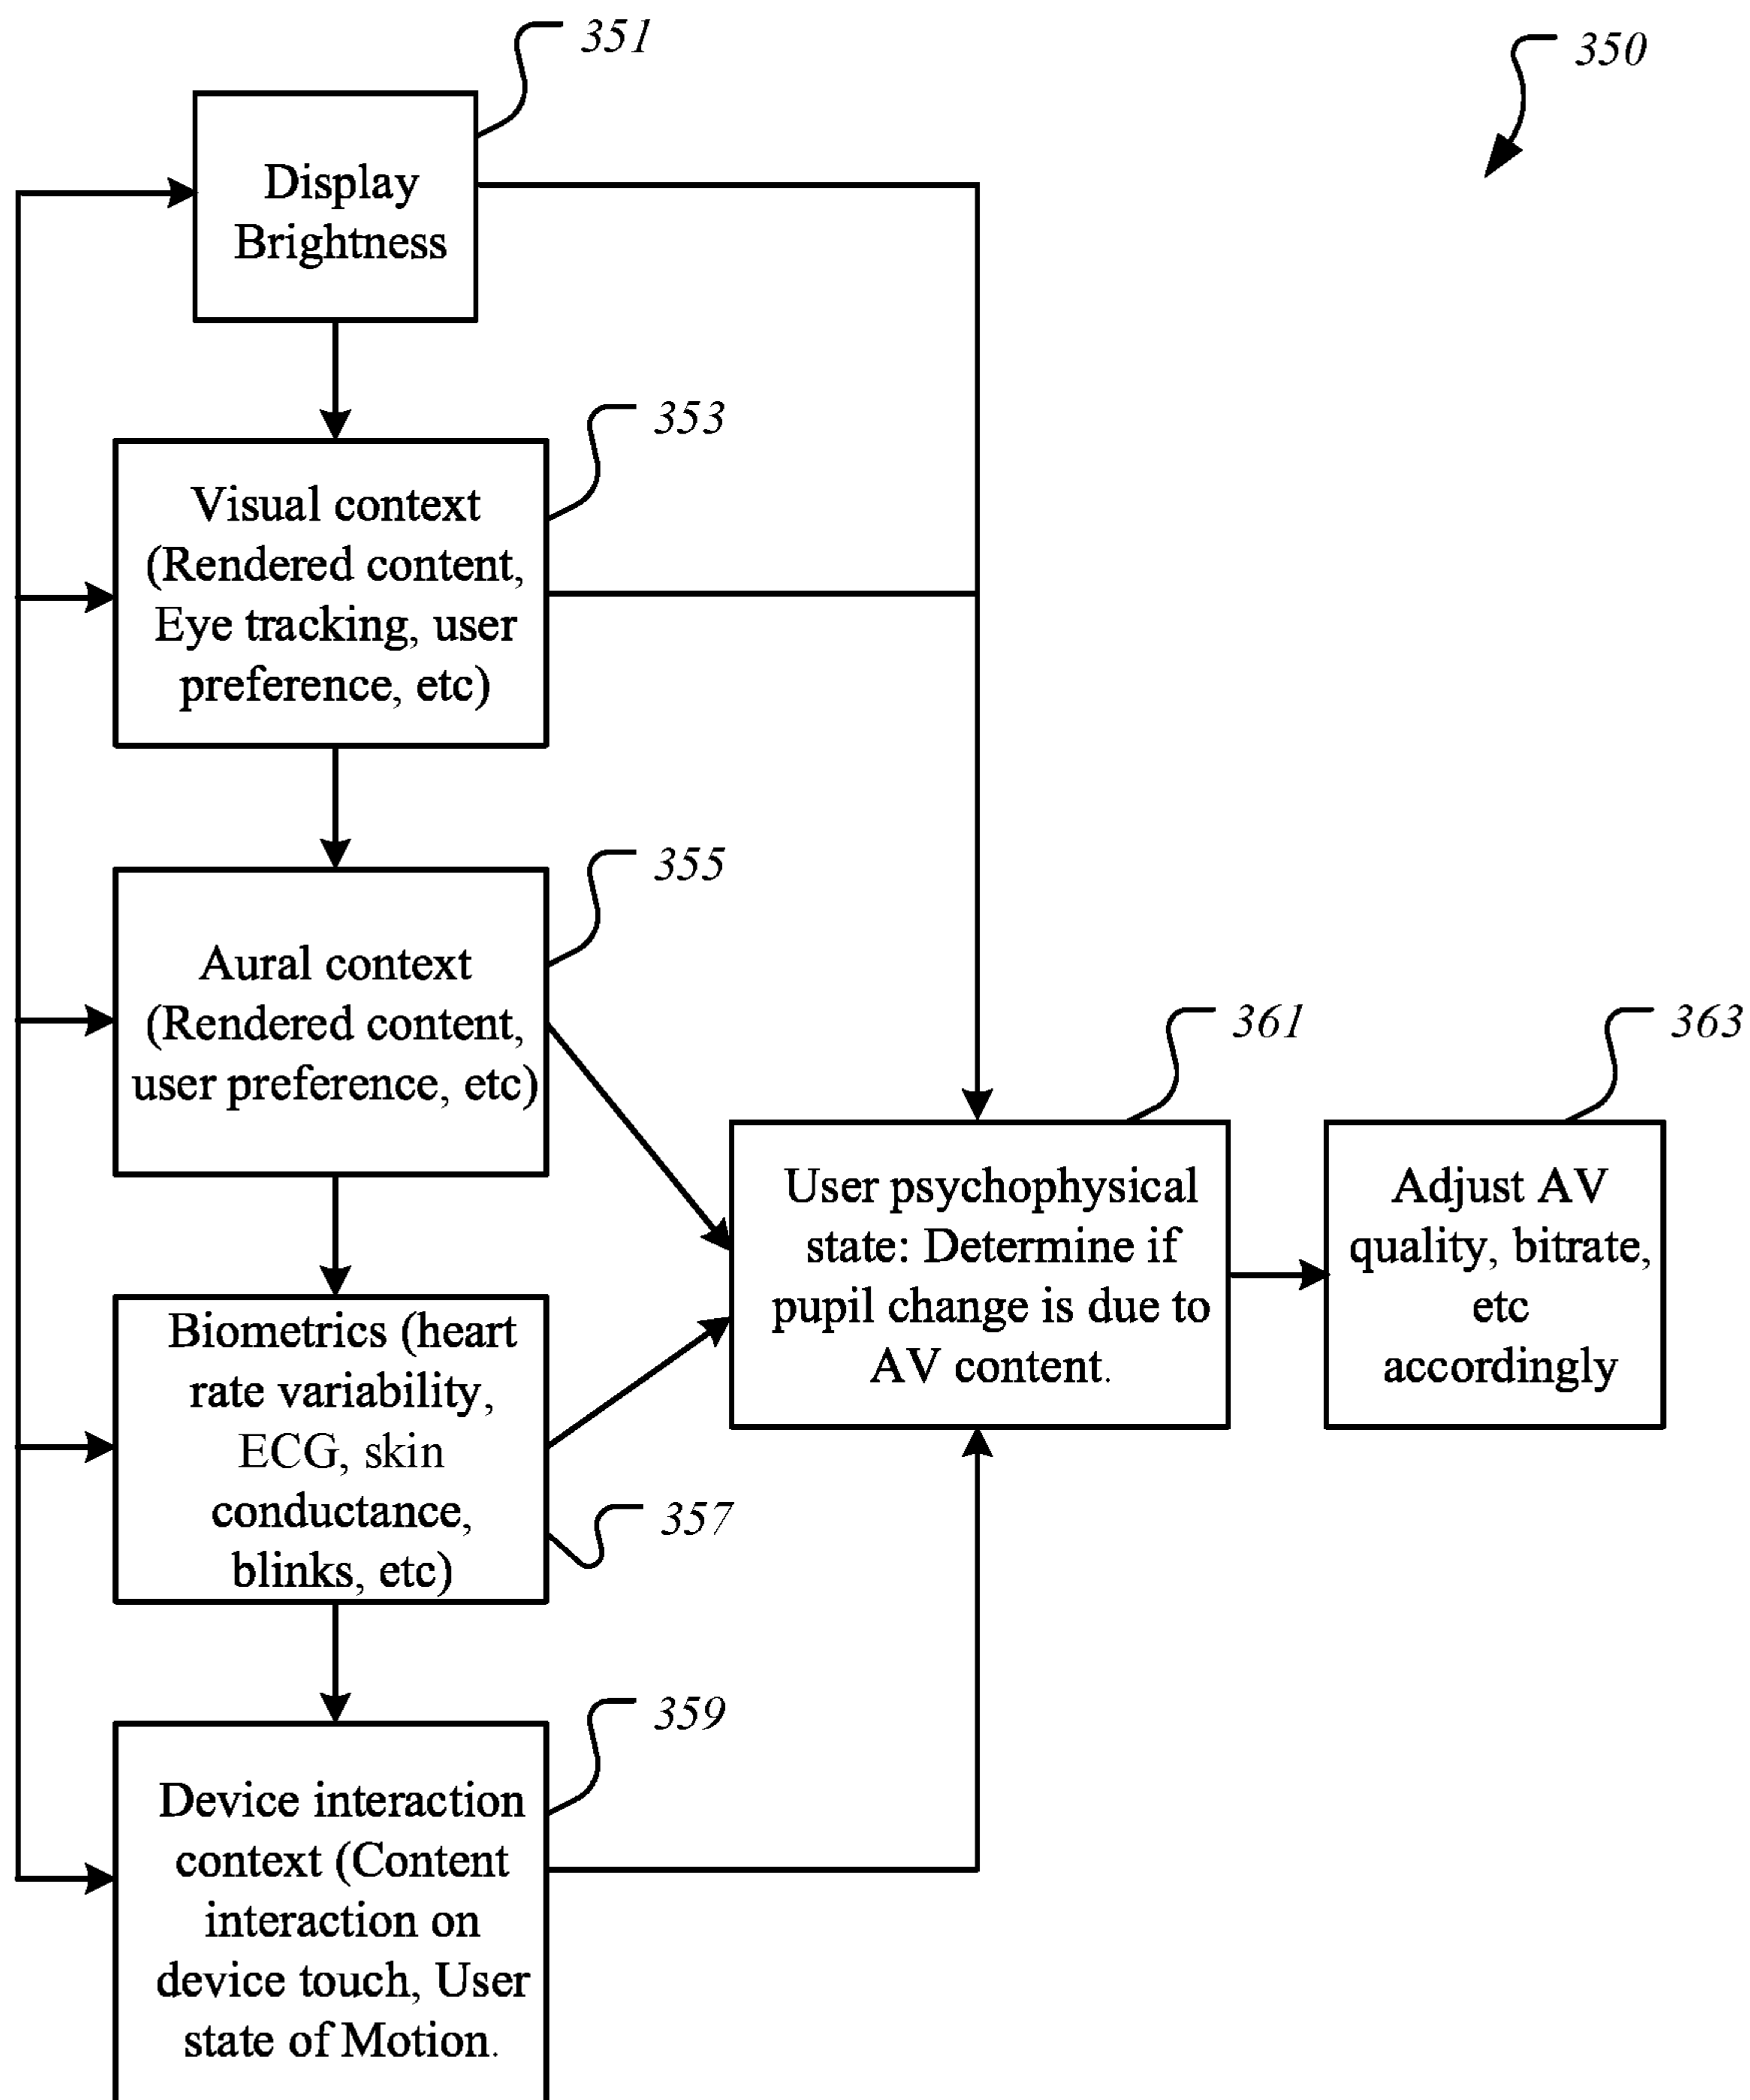 351
350
Display
Brightness
353
Visual context
(Rendered content,
Eye tracking, user
preference, etc)
355
Aural context
(Rendered content,
user preference, etc)
361
363
User psychophysical
state: Determine if
pupil change is due to
AV content.
Adjust AV
quality, bitrate,
etc
accordingly
Biometrics (heart
rate variability,
ECG, skin
conductance,
blinks, etc)
357
359
Device interaction
context (Content
interaction on
device touch, User
state of Motion.